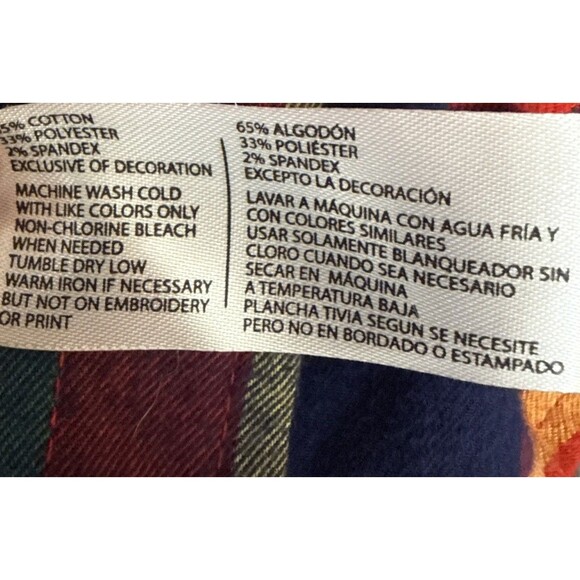 65% COTTON
33% POLYESTER
2% SPANDEX
EXCLUSIVE OF DECORATION
MACHINE WASH COLD
WITH LIKE COLORS ONLY
NON-CHLORINE BLEACH
WHEN NEEDED
TUMBLE DRY LOW
WARM IRON IF NECESSARY
BUT NOT ON EMBROIDERY
OR PRINT
65% ALGODÓN
33% POLIÉSTER
2% SPANDEX
EXCEPTO LA DECORACIÓN
LAVAR A MÁQUINA CON AGUA FRÍA Y
CON COLORES SIMILARES
USAR SOLAMENTE BLANQUEADOR SIN
CLORO CUANDO SEA NECESARIO
SECAR EN MÁQUINA
A TEMPERATURA BAJA
PLANCHA TIVIA SEGUN SE NECESITE
PERO NO EN BORDADO O ESTAMPADO